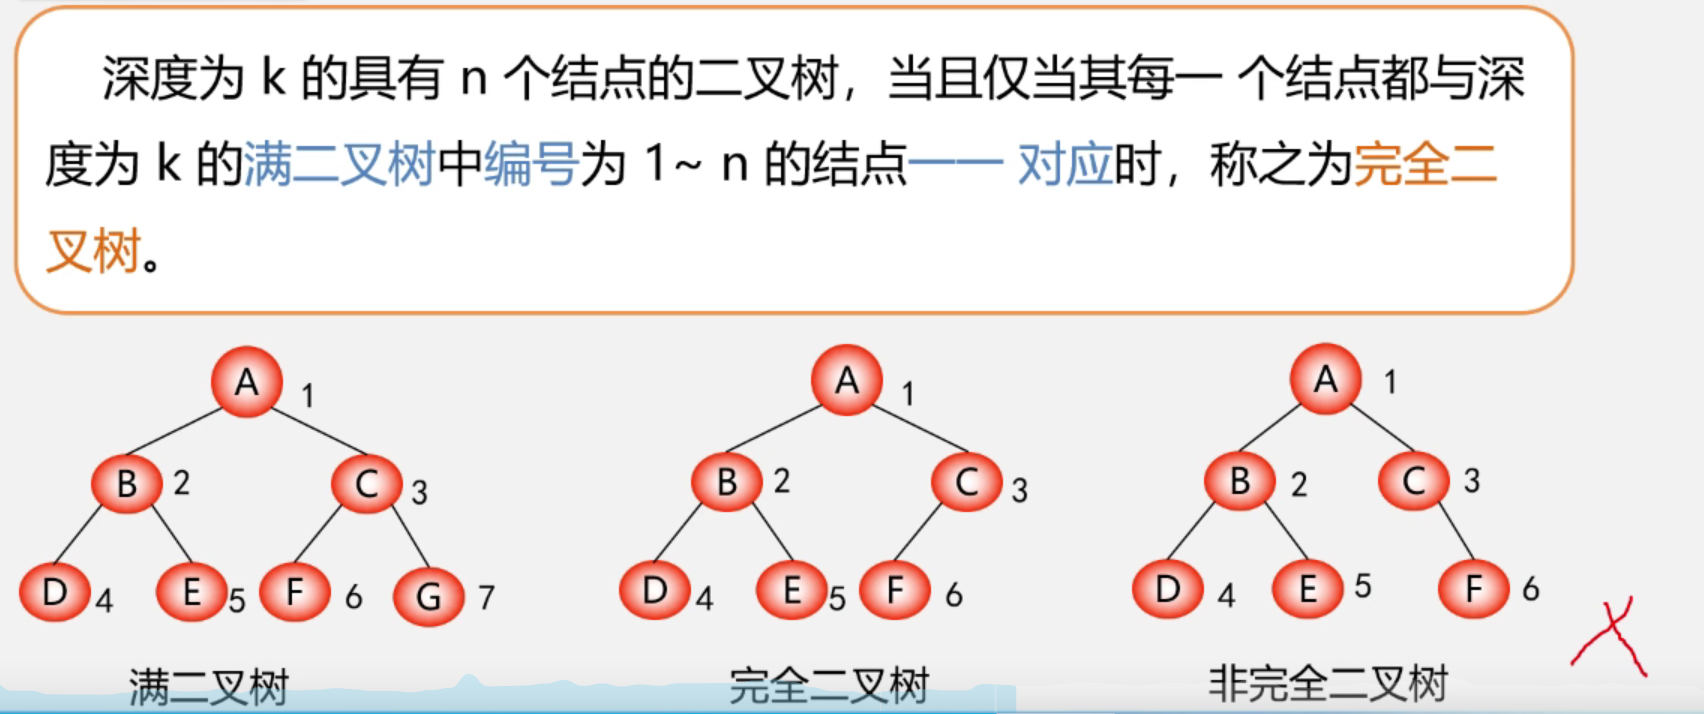 深度为 k 的具有 n 个结点的二叉树，当且仅当其每一 个结点都与深
度为 k 的满二叉树中编号为 1~ n 的结点一一 对应时，称之为完全二
叉树。
A 1
B 2 C 3
D 4 E 5 F 6 G 7
满二叉树
A 1
B 2 C 3
D 4 E 5 F 6
完全二叉树
A 1
B 2 C 3
D 4 E 5 F 6
非完全二叉树